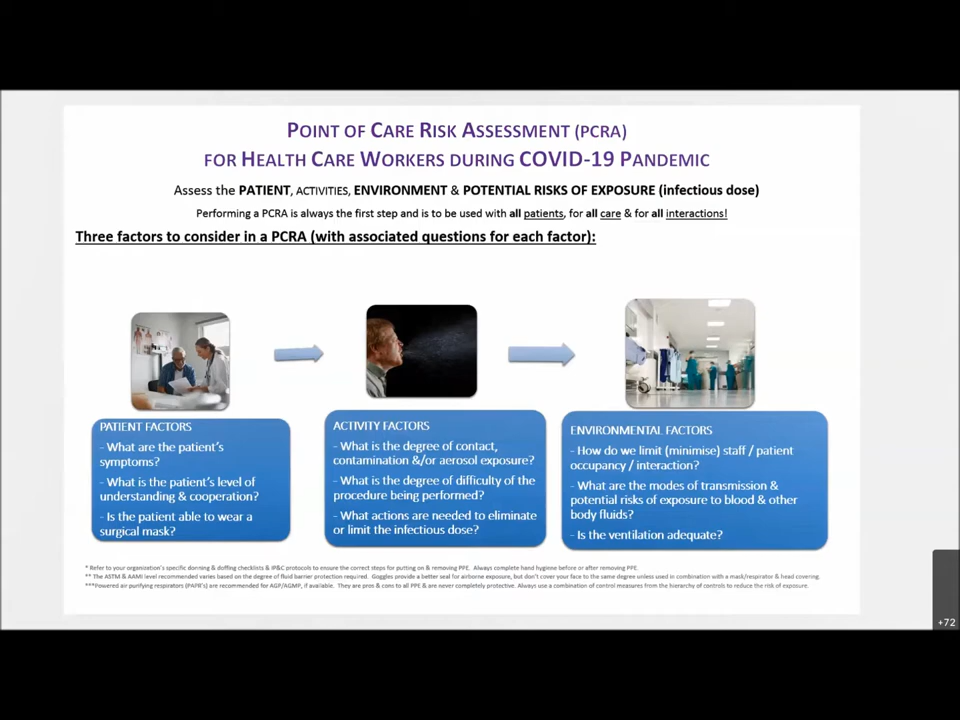 POINT OF CARE RISK ASSESSMENT (PCRA)
FOR HEALTH CARE WORKERS DURING COVID-19 PANDEMIC
Assess the PATIENT, ACTIVITIES, ENVIRONMENT & POTENTIAL RISKS OF EXPOSURE (infectious dose)
Performing a PCRA is always the first step and is to be used with all patients, for all care & for all interactions!
Three factors to consider in a PCRA (with associated questions for each factor):
PATIENT FACTORS
- What are the patient's
symptoms?
- What is the patient's level of
understanding & cooperation?
- Is the patient able to wear a
surgical mask?
ACTIVITY FACTORS
- What is the degree of contact,
contamination &/or aerosol exposure?
- What is the degree of difficulty of the
procedure being performed?
- What actions are needed to eliminate
or limit the infectious dose?
ENVIRONMENTAL FACTORS
- How do we limit (minimise) staff / patient
occupancy / interaction?
- What are the modes of transmission &
potential risks of exposure to blood & other
body fluids?
- Is the ventilation adequate?
* Refer to your organization's specific donning & doffing checklists & IP&C protocols to ensure the correct steps for putting on & removing PPE. Always complete hand hygiene before or after removing PPE.
** The ASTM & AAMI level recommended varies based on the degree of fluid barrier protection required. Goggles provide a better seal for airborne exposure, but don't cover your face to the same degree unless used in combination with a mask/respirator & head covering.
***Powered air purifying respirators (PAPR's) are recommended for AGP/AGMP, if available. They are pros & cons to all PPE & are never completely protective. Always use a combination of control measures from the hierarchy of controls to reduce the risk of exposure.
+72